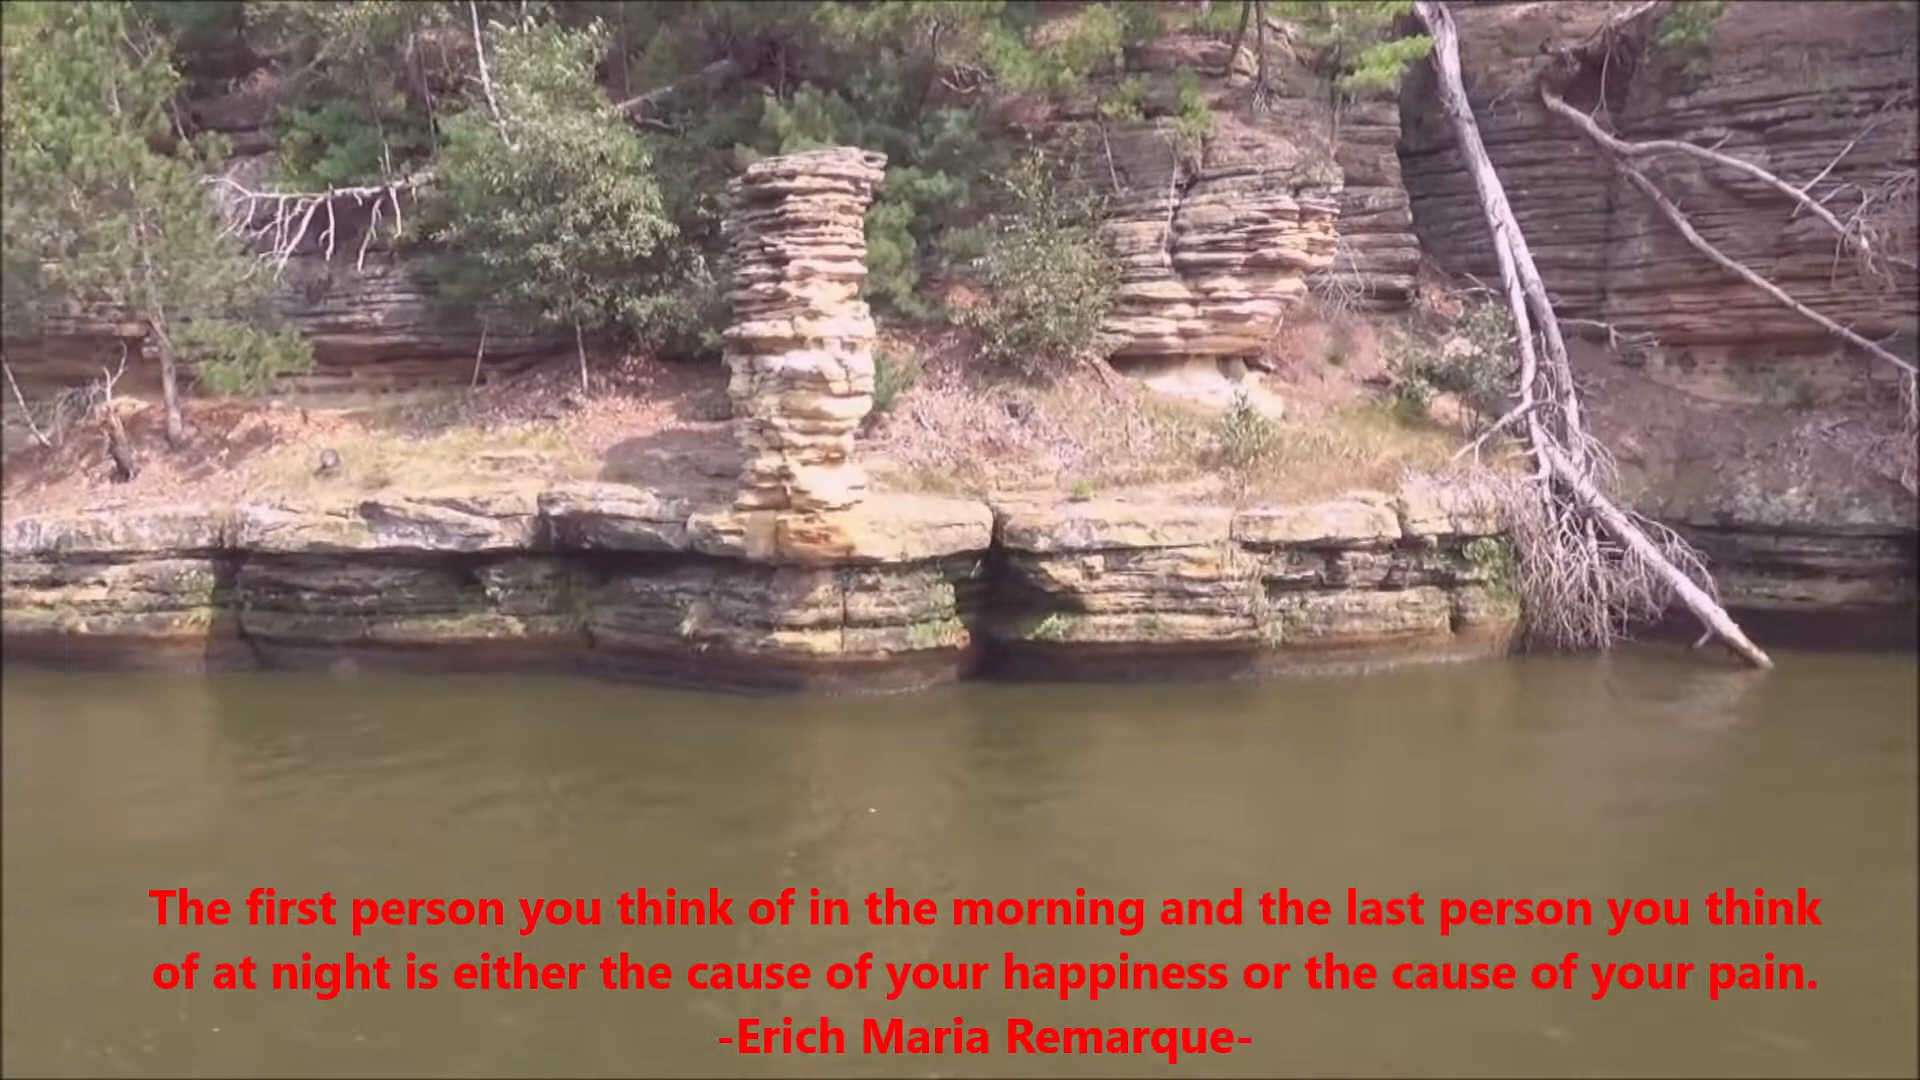 The first person you think of in the morning and the last person you think
of at night is either the cause of your happiness or the cause of your pain.
-Erich Maria Remarque-